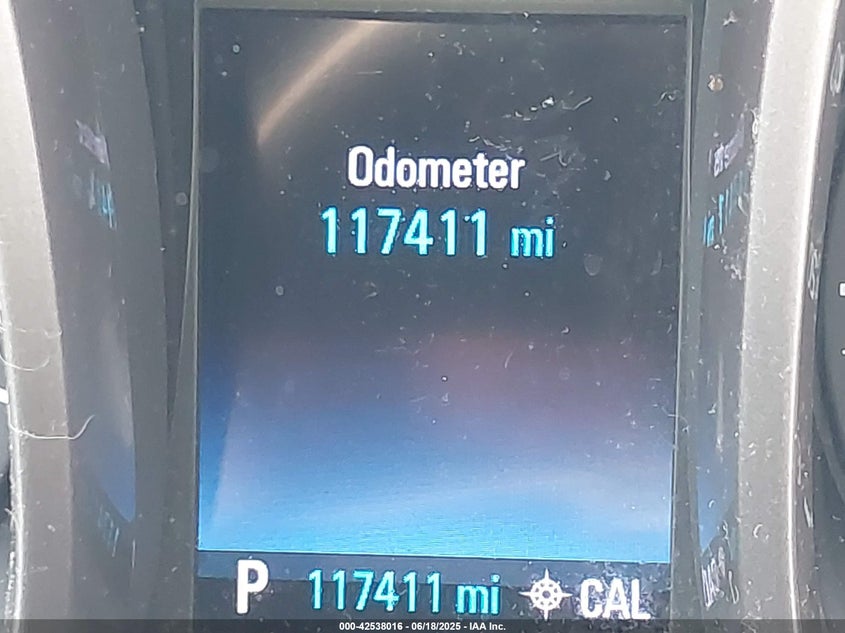 Odometer
117411 mi
P 117411 mi CAL
000-42538016 - 06/18/2025 - IAA Inc.